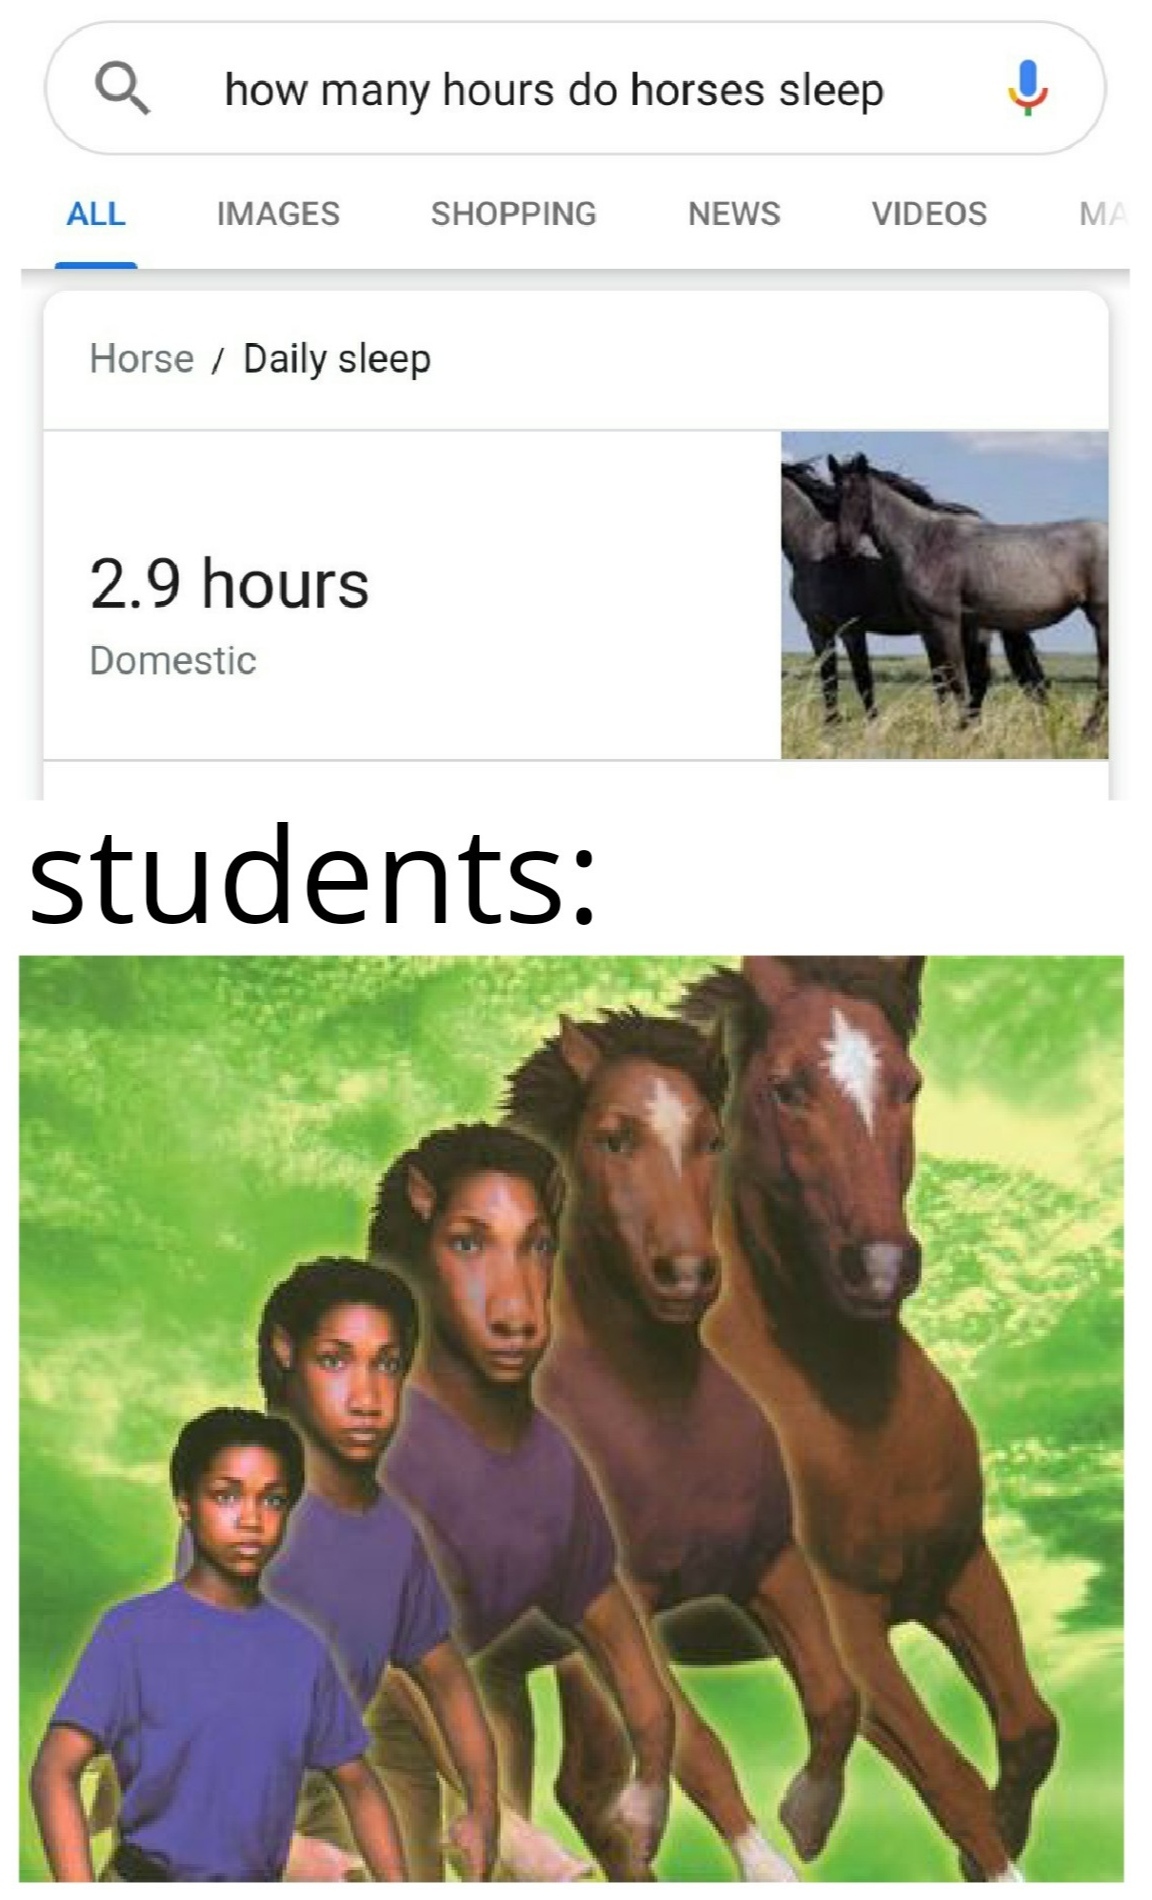 how many hours do horses sleep
ALL IMAGES SHOPPING NEWS VIDEOS MA
Horse / Daily sleep
2.9 hours
Domestic
students: